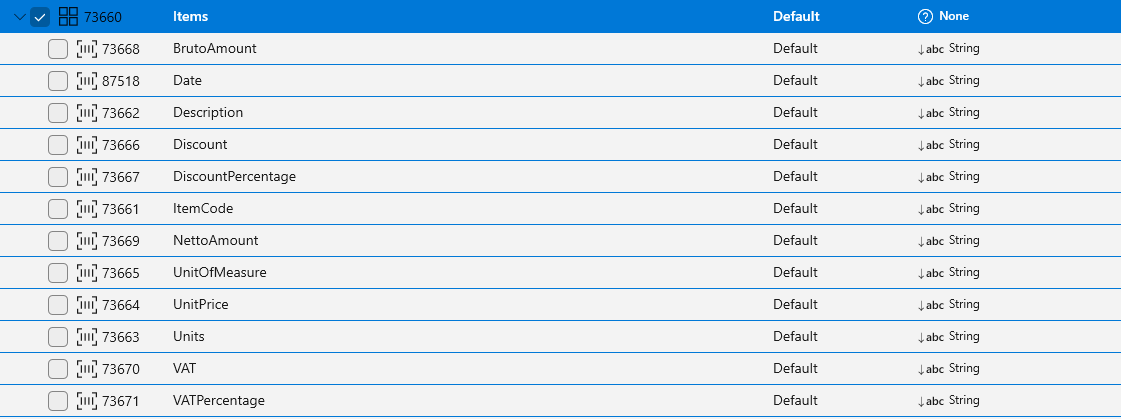 73660 Items Default None
73668 BrutoAmount Default abc String
87518 Date Default abc String
73662 Description Default abc String
73666 Discount Default abc String
73667 DiscountPercentage Default abc String
73661 ItemCode Default abc String
73669 NettoAmount Default abc String
73665 UnitOfMeasure Default abc String
73664 UnitPrice Default abc String
73663 Units Default abc String
73670 VAT Default abc String
73671 VATPercentage Default abc String